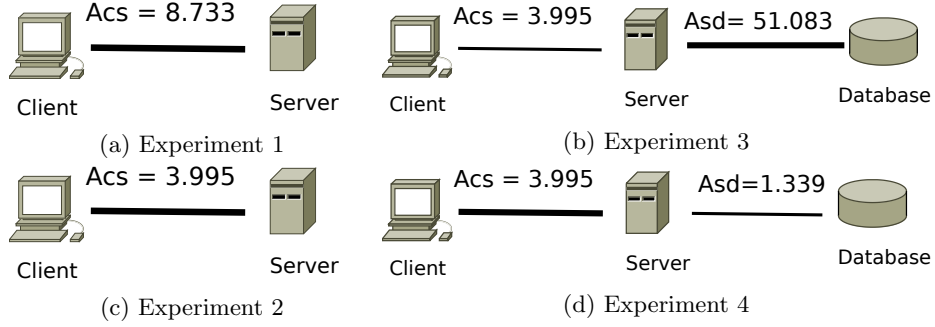 Acs = 8.733
Client
Server
(a) Experiment 1
Acs = 3.995
Asd= 51.083
Client
Server
Database
(b) Experiment 3
Acs = 3.995
Client
Server
(c) Experiment 2
Acs = 3.995
Asd=1.339
Client
Server
Database
(d) Experiment 4